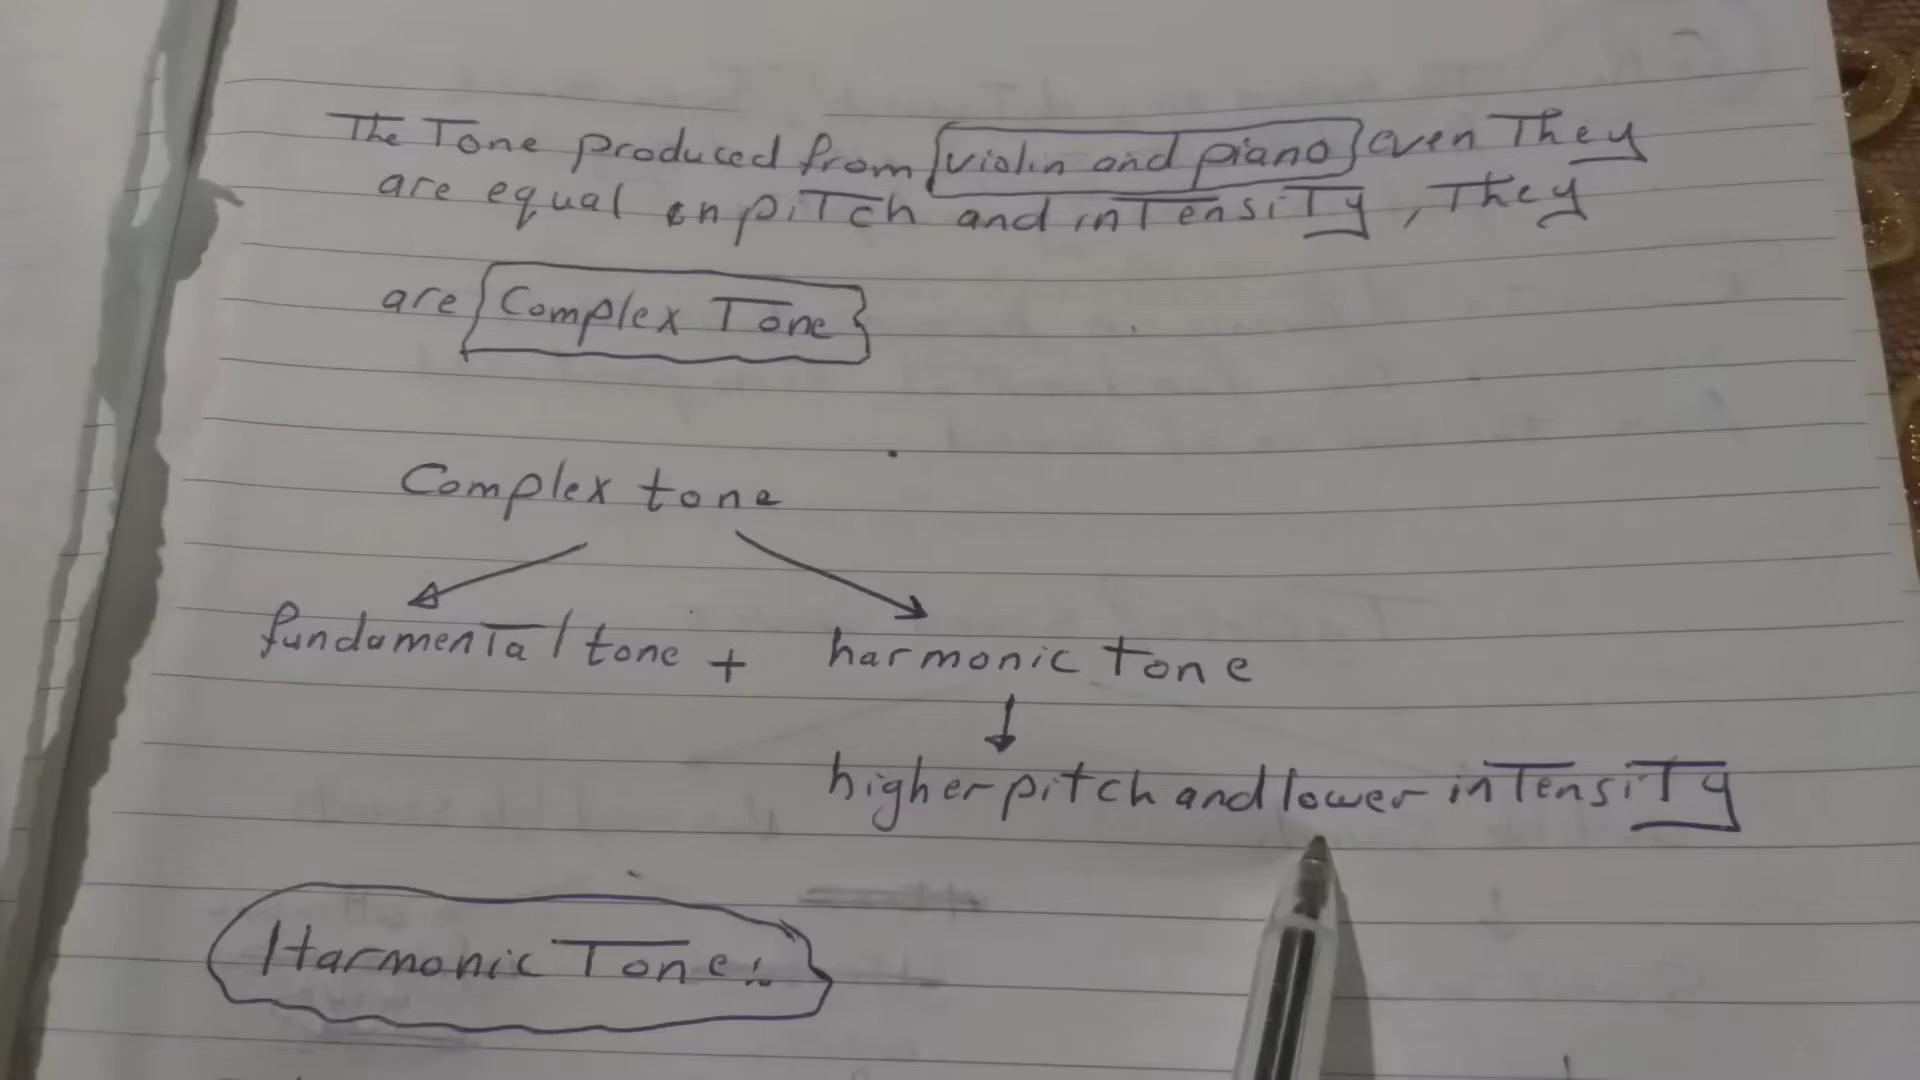 The Tone produced from violin and piano even They
are equal on pitch and intensity, They
are Complex Tone
Complex tone
fundamental tone + harmonic tone
higher pitch and lower intensity
Harmonic Tone: